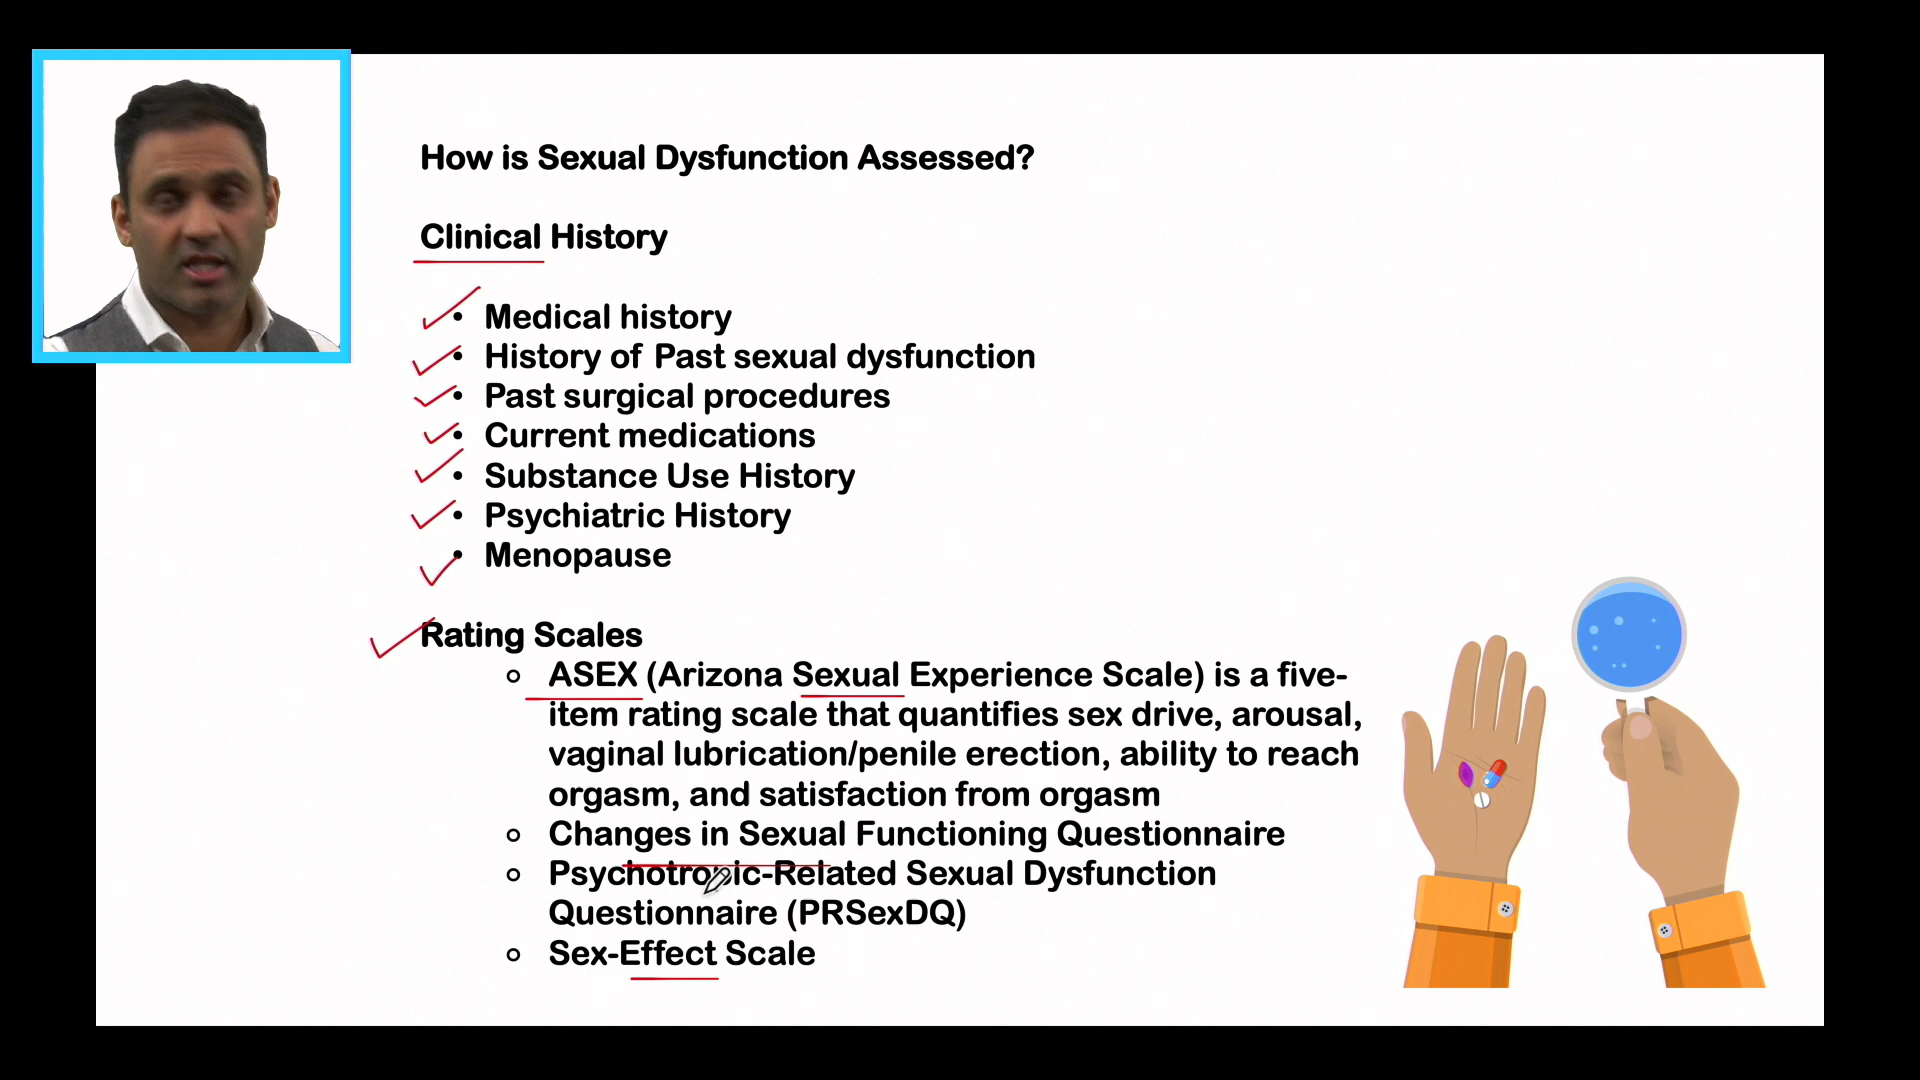 How is Sexual Dysfunction Assessed?
Clinical History
• Medical history
• History of Past sexual dysfunction
• Past surgical procedures
• Current medications
• Substance Use History
• Psychiatric History
• Menopause
Rating Scales
ASEX (Arizona Sexual Experience Scale) is a five-
item rating scale that quantifies sex drive, arousal,
vaginal lubrication/penile erection, ability to reach
orgasm, and satisfaction from orgasm
Changes in Sexual Functioning Questionnaire
Psychotropic-Related Sexual Dysfunction
Questionnaire (PRSexDQ)
Sex-Effect Scale